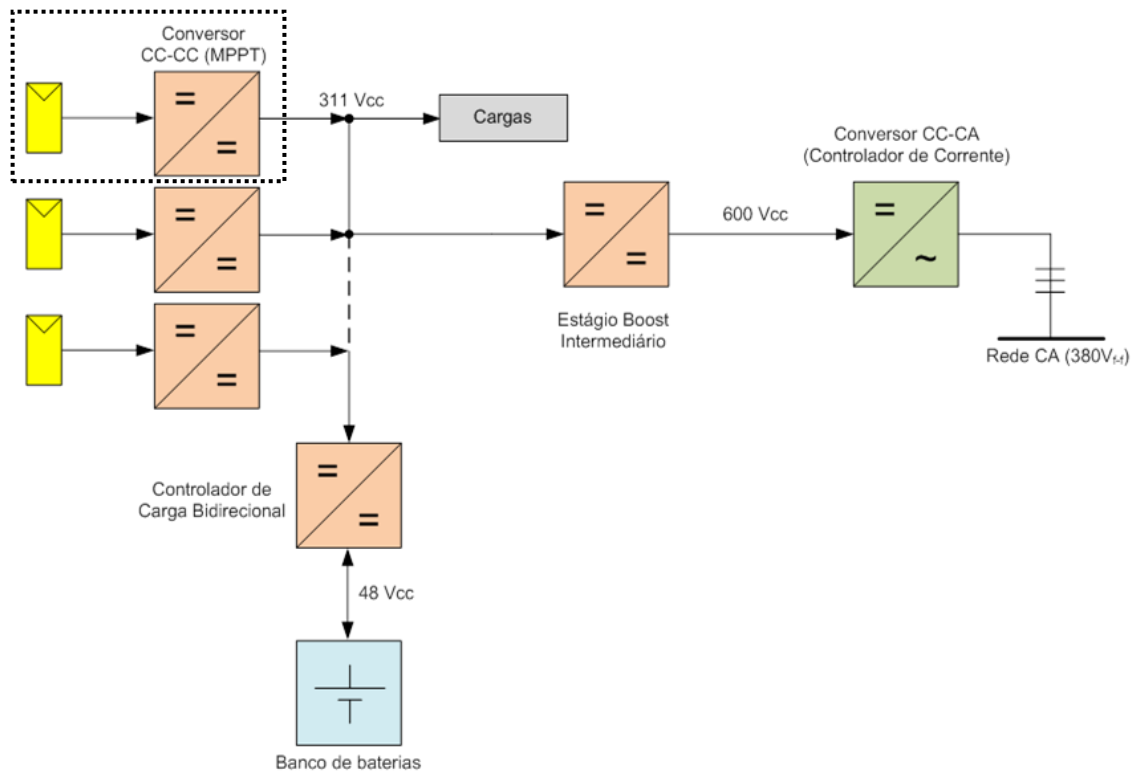 Conversor
CC-CC (MPPT)
311 Vcc
Cargas
Conversor CC-CA
(Controlador de Corrente)
600 Vcc
Estágio Boost
Intermediário
Rede CA (380Vf-f)
Controlador de
Carga Bidirecional
48 Vcc
Banco de baterias